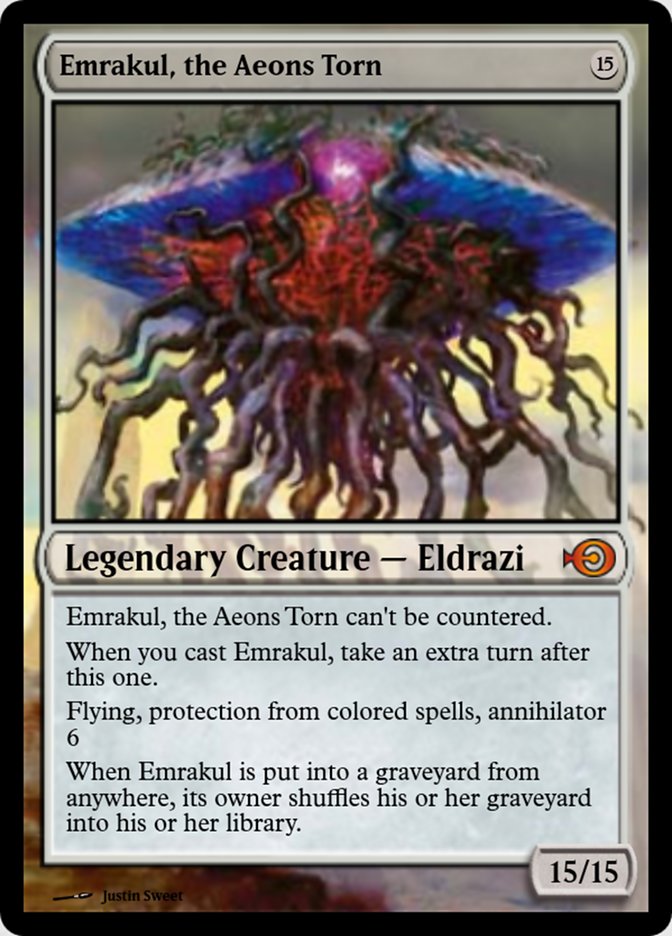 Emrakul, the Aeons Torn
15
Legendary Creature — Eldrazi
Emrakul, the Aeons Torn can't be countered.
When you cast Emrakul, take an extra turn after
this one.
Flying, protection from colored spells, annihilator
6
When Emrakul is put into a graveyard from
anywhere, its owner shuffles his or her graveyard
into his or her library.
15/15
Justin Sweet